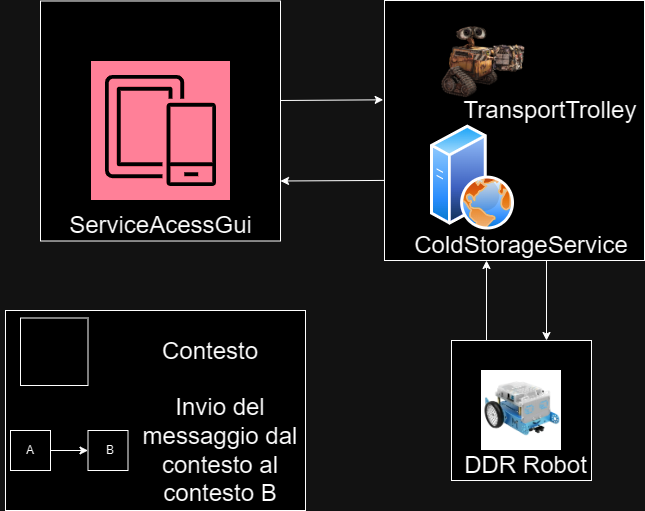 TransportTrolley
ServiceAcessGui
ColdStorageService
Contesto
A
B
Invio del
messaggio dal
contesto al
contesto B
DDR Robot